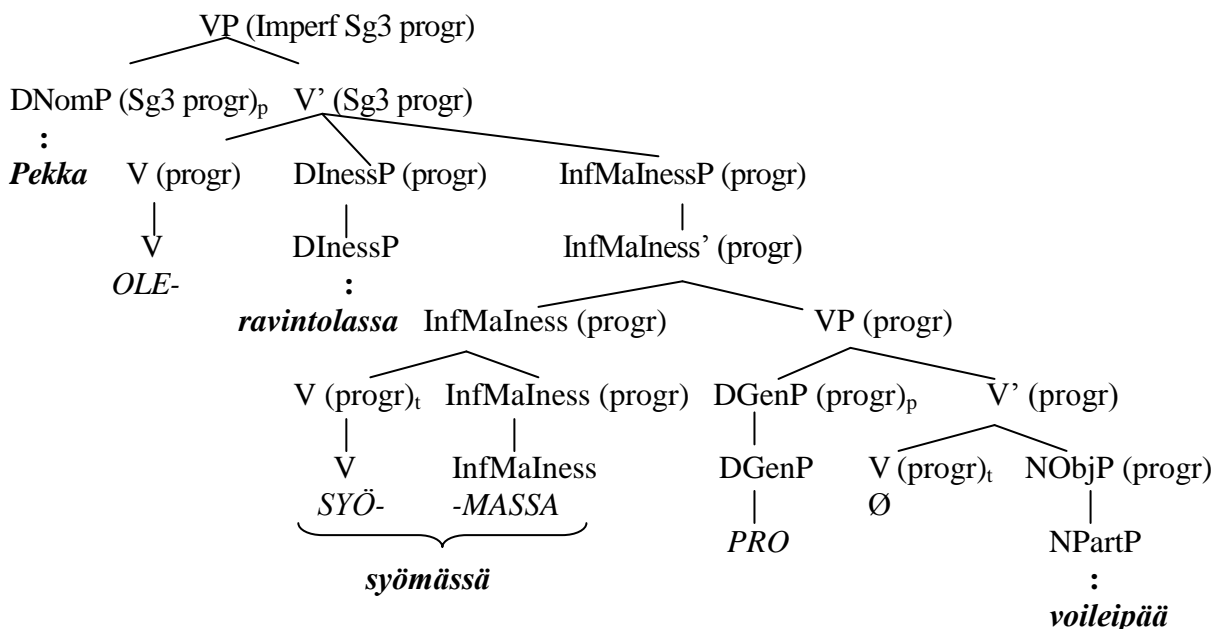 VP (Imperf Sg3 progr)
DNomP (Sg3 progr)p V’ (Sg3 progr)
: 
Pekka V (progr) DInessP (progr) InfMaInessP (progr)
V DInessP InfMaIness’ (progr)
OLE- :
ravintolassa InfMaIness (progr) VP (progr)
V (progr)t InfMaIness (progr) DGenP (progr)p V’ (progr)
V InfMaIness DGenP V (progr)t NObjP (progr)
SYÖ- -MASSA Ø
PRO NPartP
syömässä :
voileipää